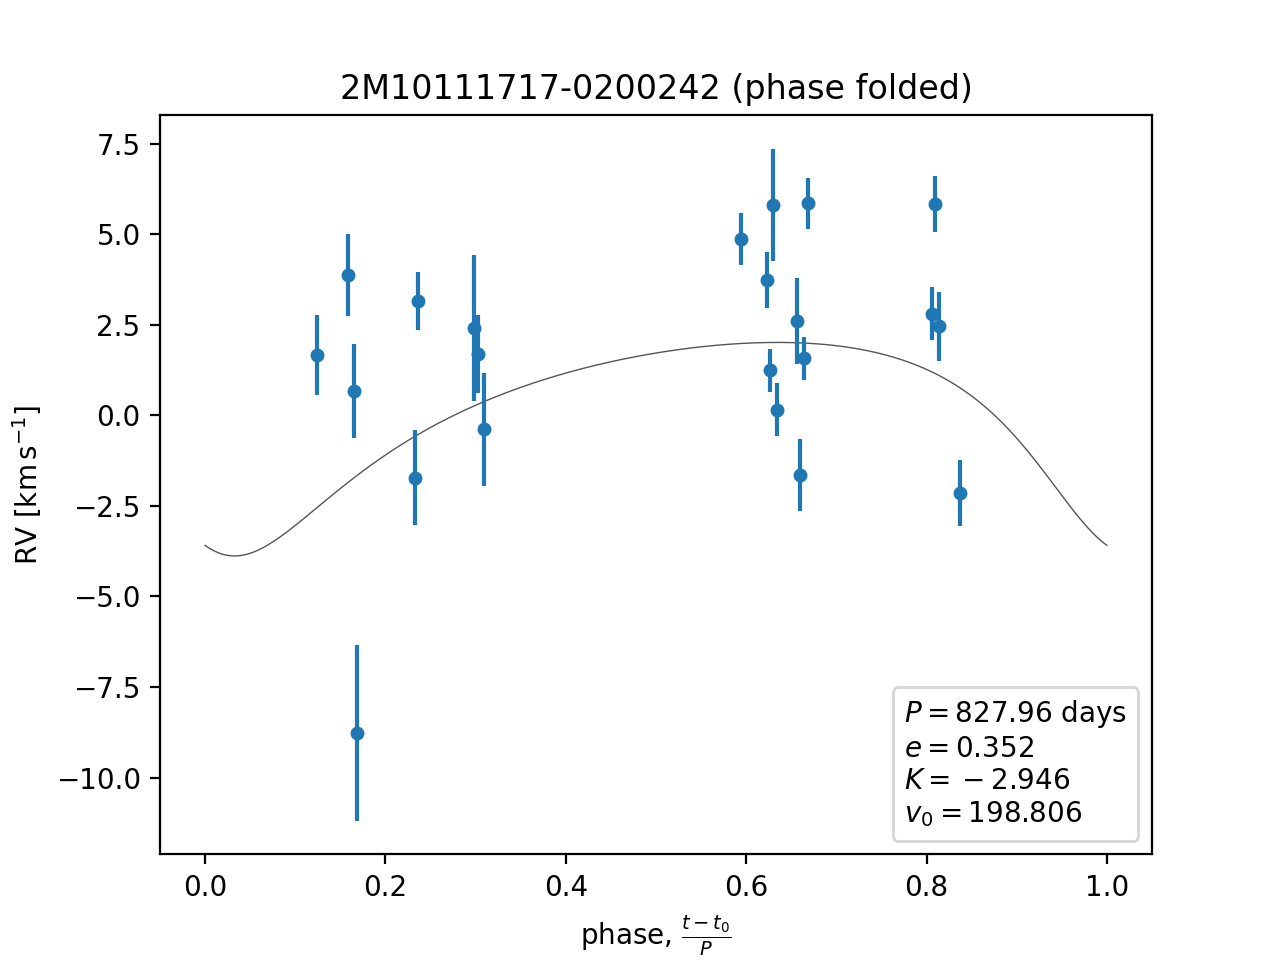 2M10111717-0200242 (phase folded)
7.5
5.0
2.5
0.0
−2.5
−5.0
−7.5
−10.0
RV [km s⁻¹]
P = 827.96 days
e = 0.352
K = −2.946
v₀ = 198.806
0.0 0.2 0.4 0.6 0.8 1.0
phase, (t − t₀)/P